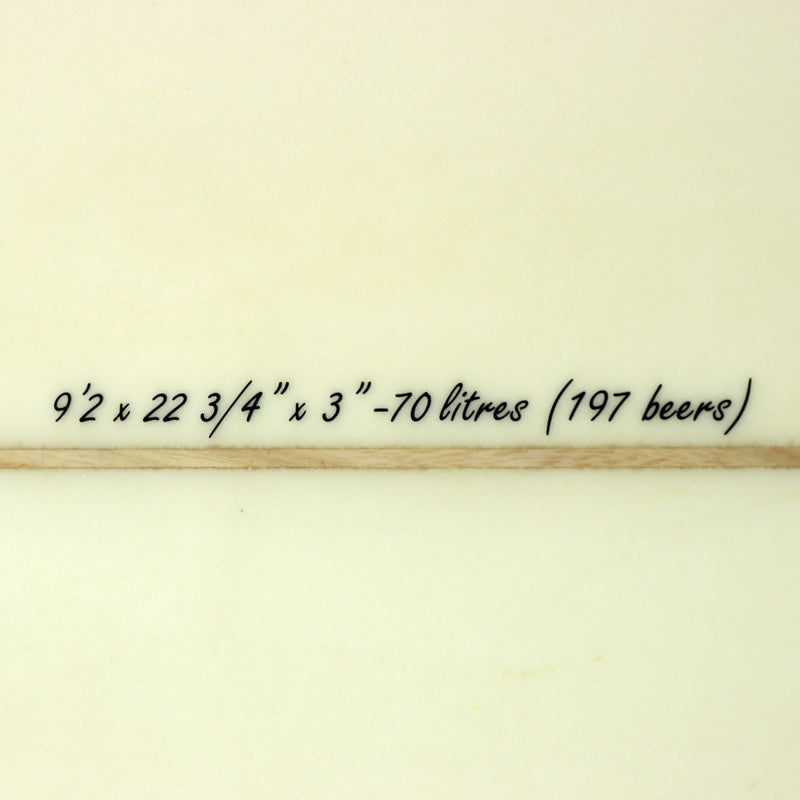 9'2 x 22 3/4" x 3" -70 litres (197 beers)